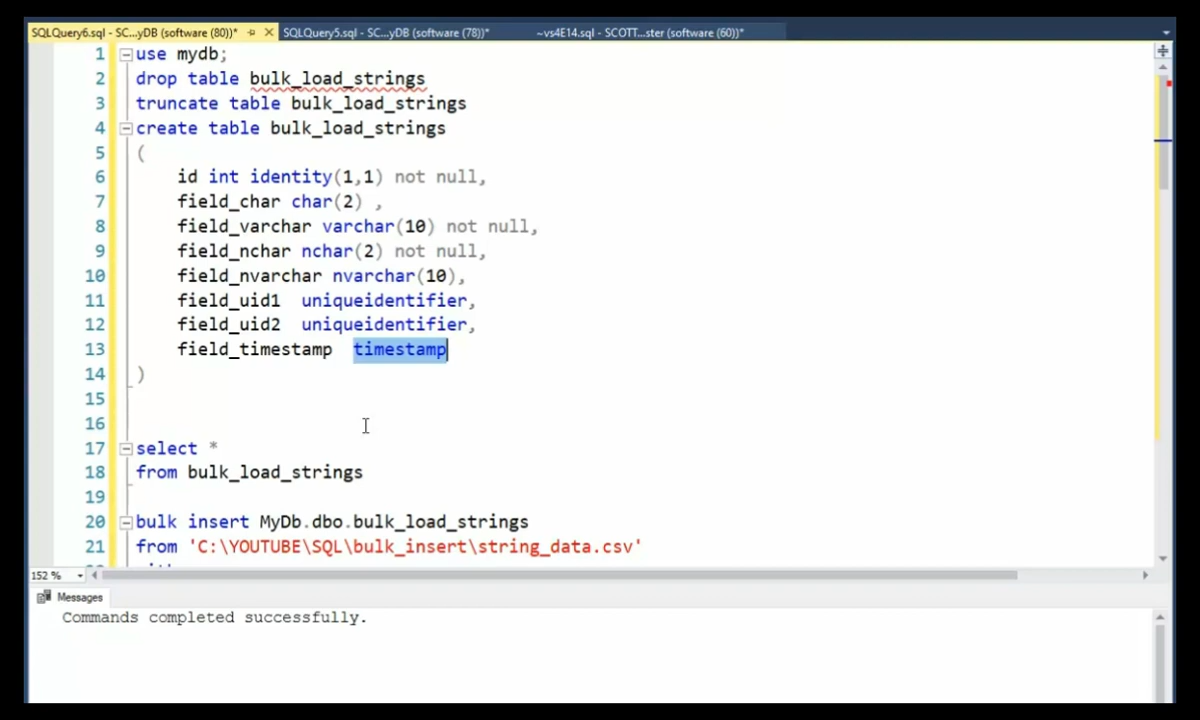 SQLQuery6.sql - SC...yDB (software (80))* SQLQuery5.sql - SC...yDB (software (78))* ~vs4E14.sql - SCOTT...ster (software (60))*
1 use mydb;
2 drop table bulk_load_strings
3 truncate table bulk_load_strings
4 create table bulk_load_strings
5 (
6 id int identity(1,1) not null,
7 field_char char(2) ,
8 field_varchar varchar(10) not null,
9 field_nchar nchar(2) not null,
10 field_nvarchar nvarchar(10),
11 field_uid1 uniqueidentifier,
12 field_uid2 uniqueidentifier,
13 field_timestamp timestamp
14 )
15
16
17 select *
18 from bulk_load_strings
19
20 bulk insert MyDb.dbo.bulk_load_strings
21 from 'C:\YOUTUBE\SQL\bulk_insert\string_data.csv'
152 %
Messages
Commands completed successfully.